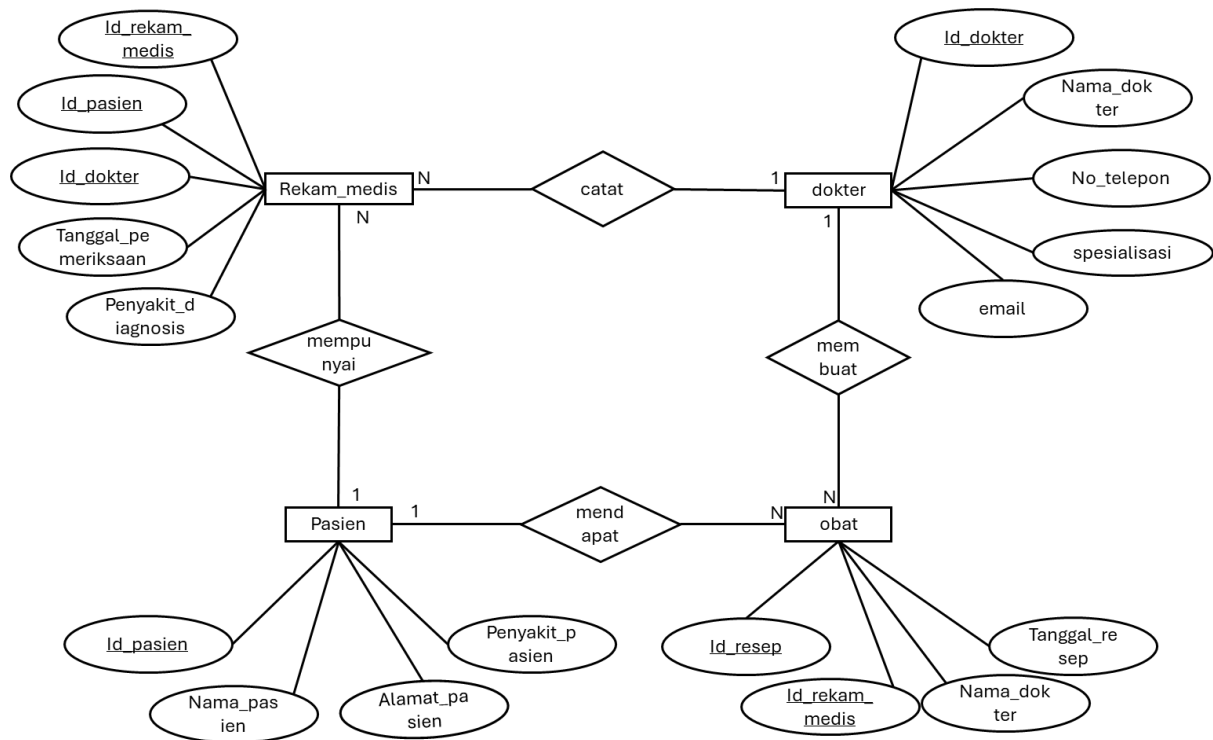 Id_rekam_
medis
Id_pasien
Id_dokter
Tanggal_pe
meriksaan
Penyakit_d
iagnosis
Rekam_medis
N
N
catat
1
dokter
1
Id_dokter
Nama_dok
ter
No_telepon
spesialisasi
email
mempu
nyai
mem
buat
1
Pasien
1
mend
apat
N
N
obat
Id_pasien
Nama_pas
ien
Alamat_pa
sien
Penyakit_p
asien
Id_resep
Id_rekam_
medis
Nama_dok
ter
Tanggal_re
sep